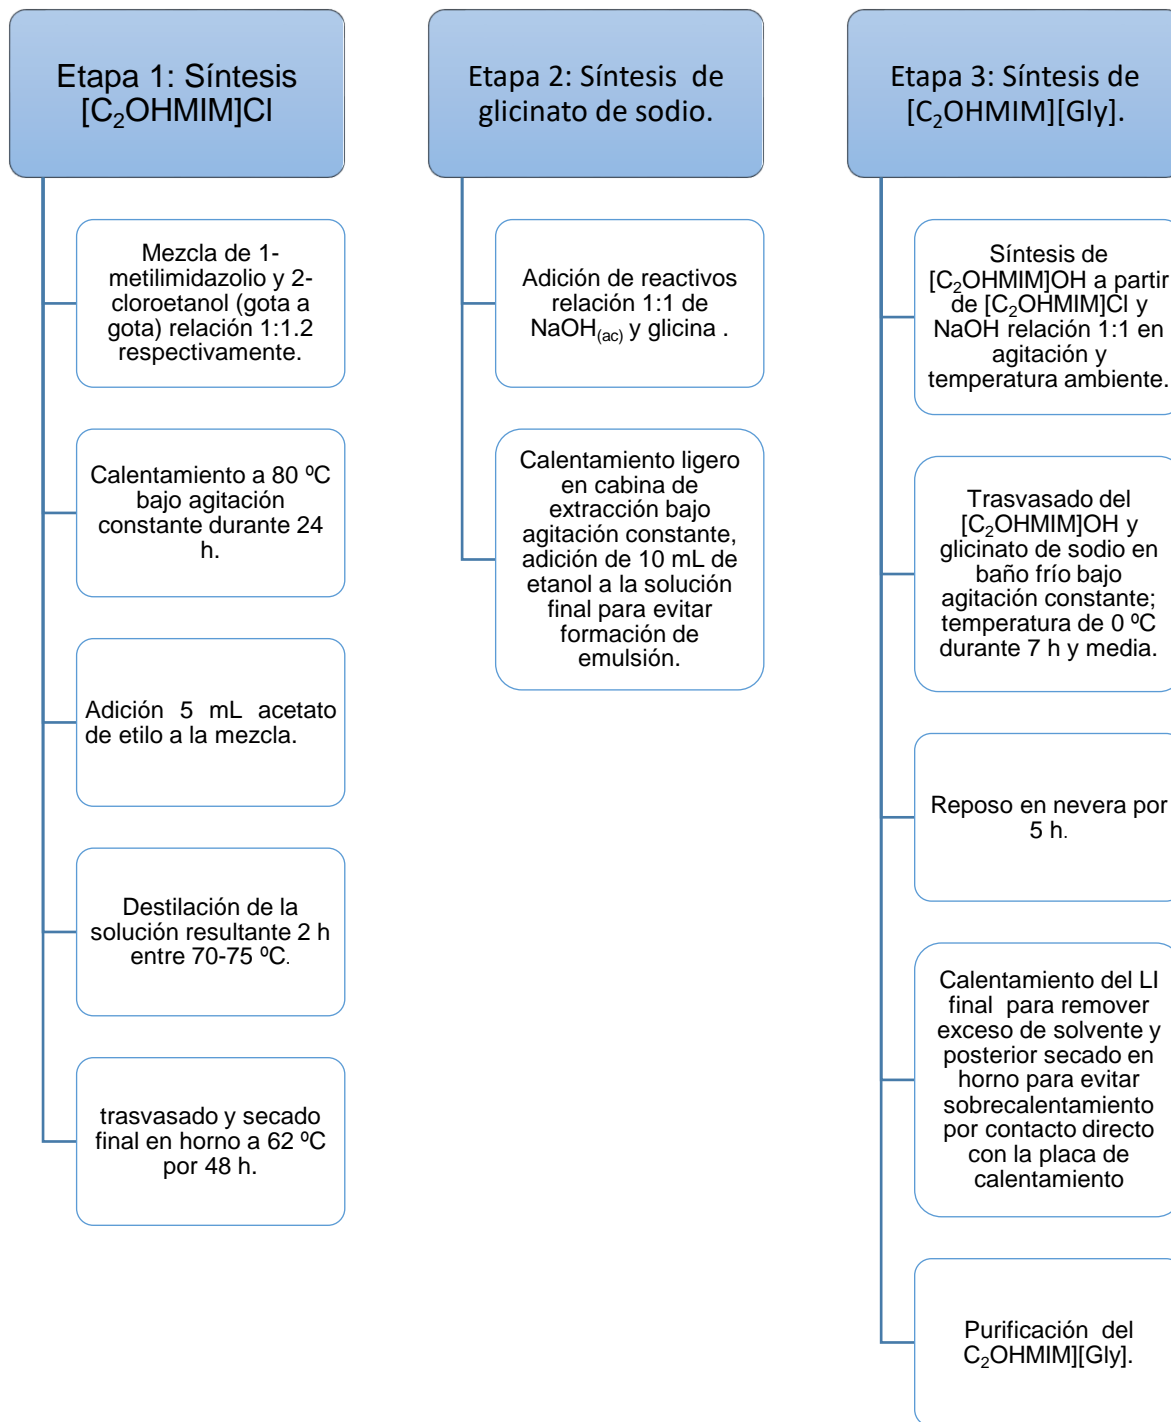 Etapa 1: Síntesis
[C₂OHMIM]Cl
Mezcla de 1-
metilimidazolio y 2-
cloroetanol (gota a
gota) relación 1:1.2
respectivamente.
Calentamiento a 80 ºC
bajo agitación
constante durante 24
h.
Adición 5 mL acetato
de etilo a la mezcla.
Destilación de la
solución resultante 2 h
entre 70-75 ºC.
trasvasado y secado
final en horno a 62 ºC
por 48 h.
Etapa 2: Síntesis de
glicinato de sodio.
Adición de reactivos
relación 1:1 de
NaOH₍ac₎ y glicina .
Calentamiento ligero
en cabina de
extracción bajo
agitación constante,
adición de 10 mL de
etanol a la solución
final para evitar
formación de
emulsión.
Etapa 3: Síntesis de
[C₂OHMIM][Gly].
Síntesis de
[C₂OHMIM]OH a partir
de [C₂OHMIM]Cl y
NaOH relación 1:1 en
agitación y
temperatura ambiente.
Trasvasado del
[C₂OHMIM]OH y
glicinato de sodio en
baño frío bajo
agitación constante;
temperatura de 0 ºC
durante 7 h y media.
Reposo en nevera por
5 h.
Calentamiento del LI
final para remover
exceso de solvente y
posterior secado en
horno para evitar
sobrecalentamiento
por contacto directo
con la placa de
calentamiento
Purificación del
C₂OHMIM][Gly].